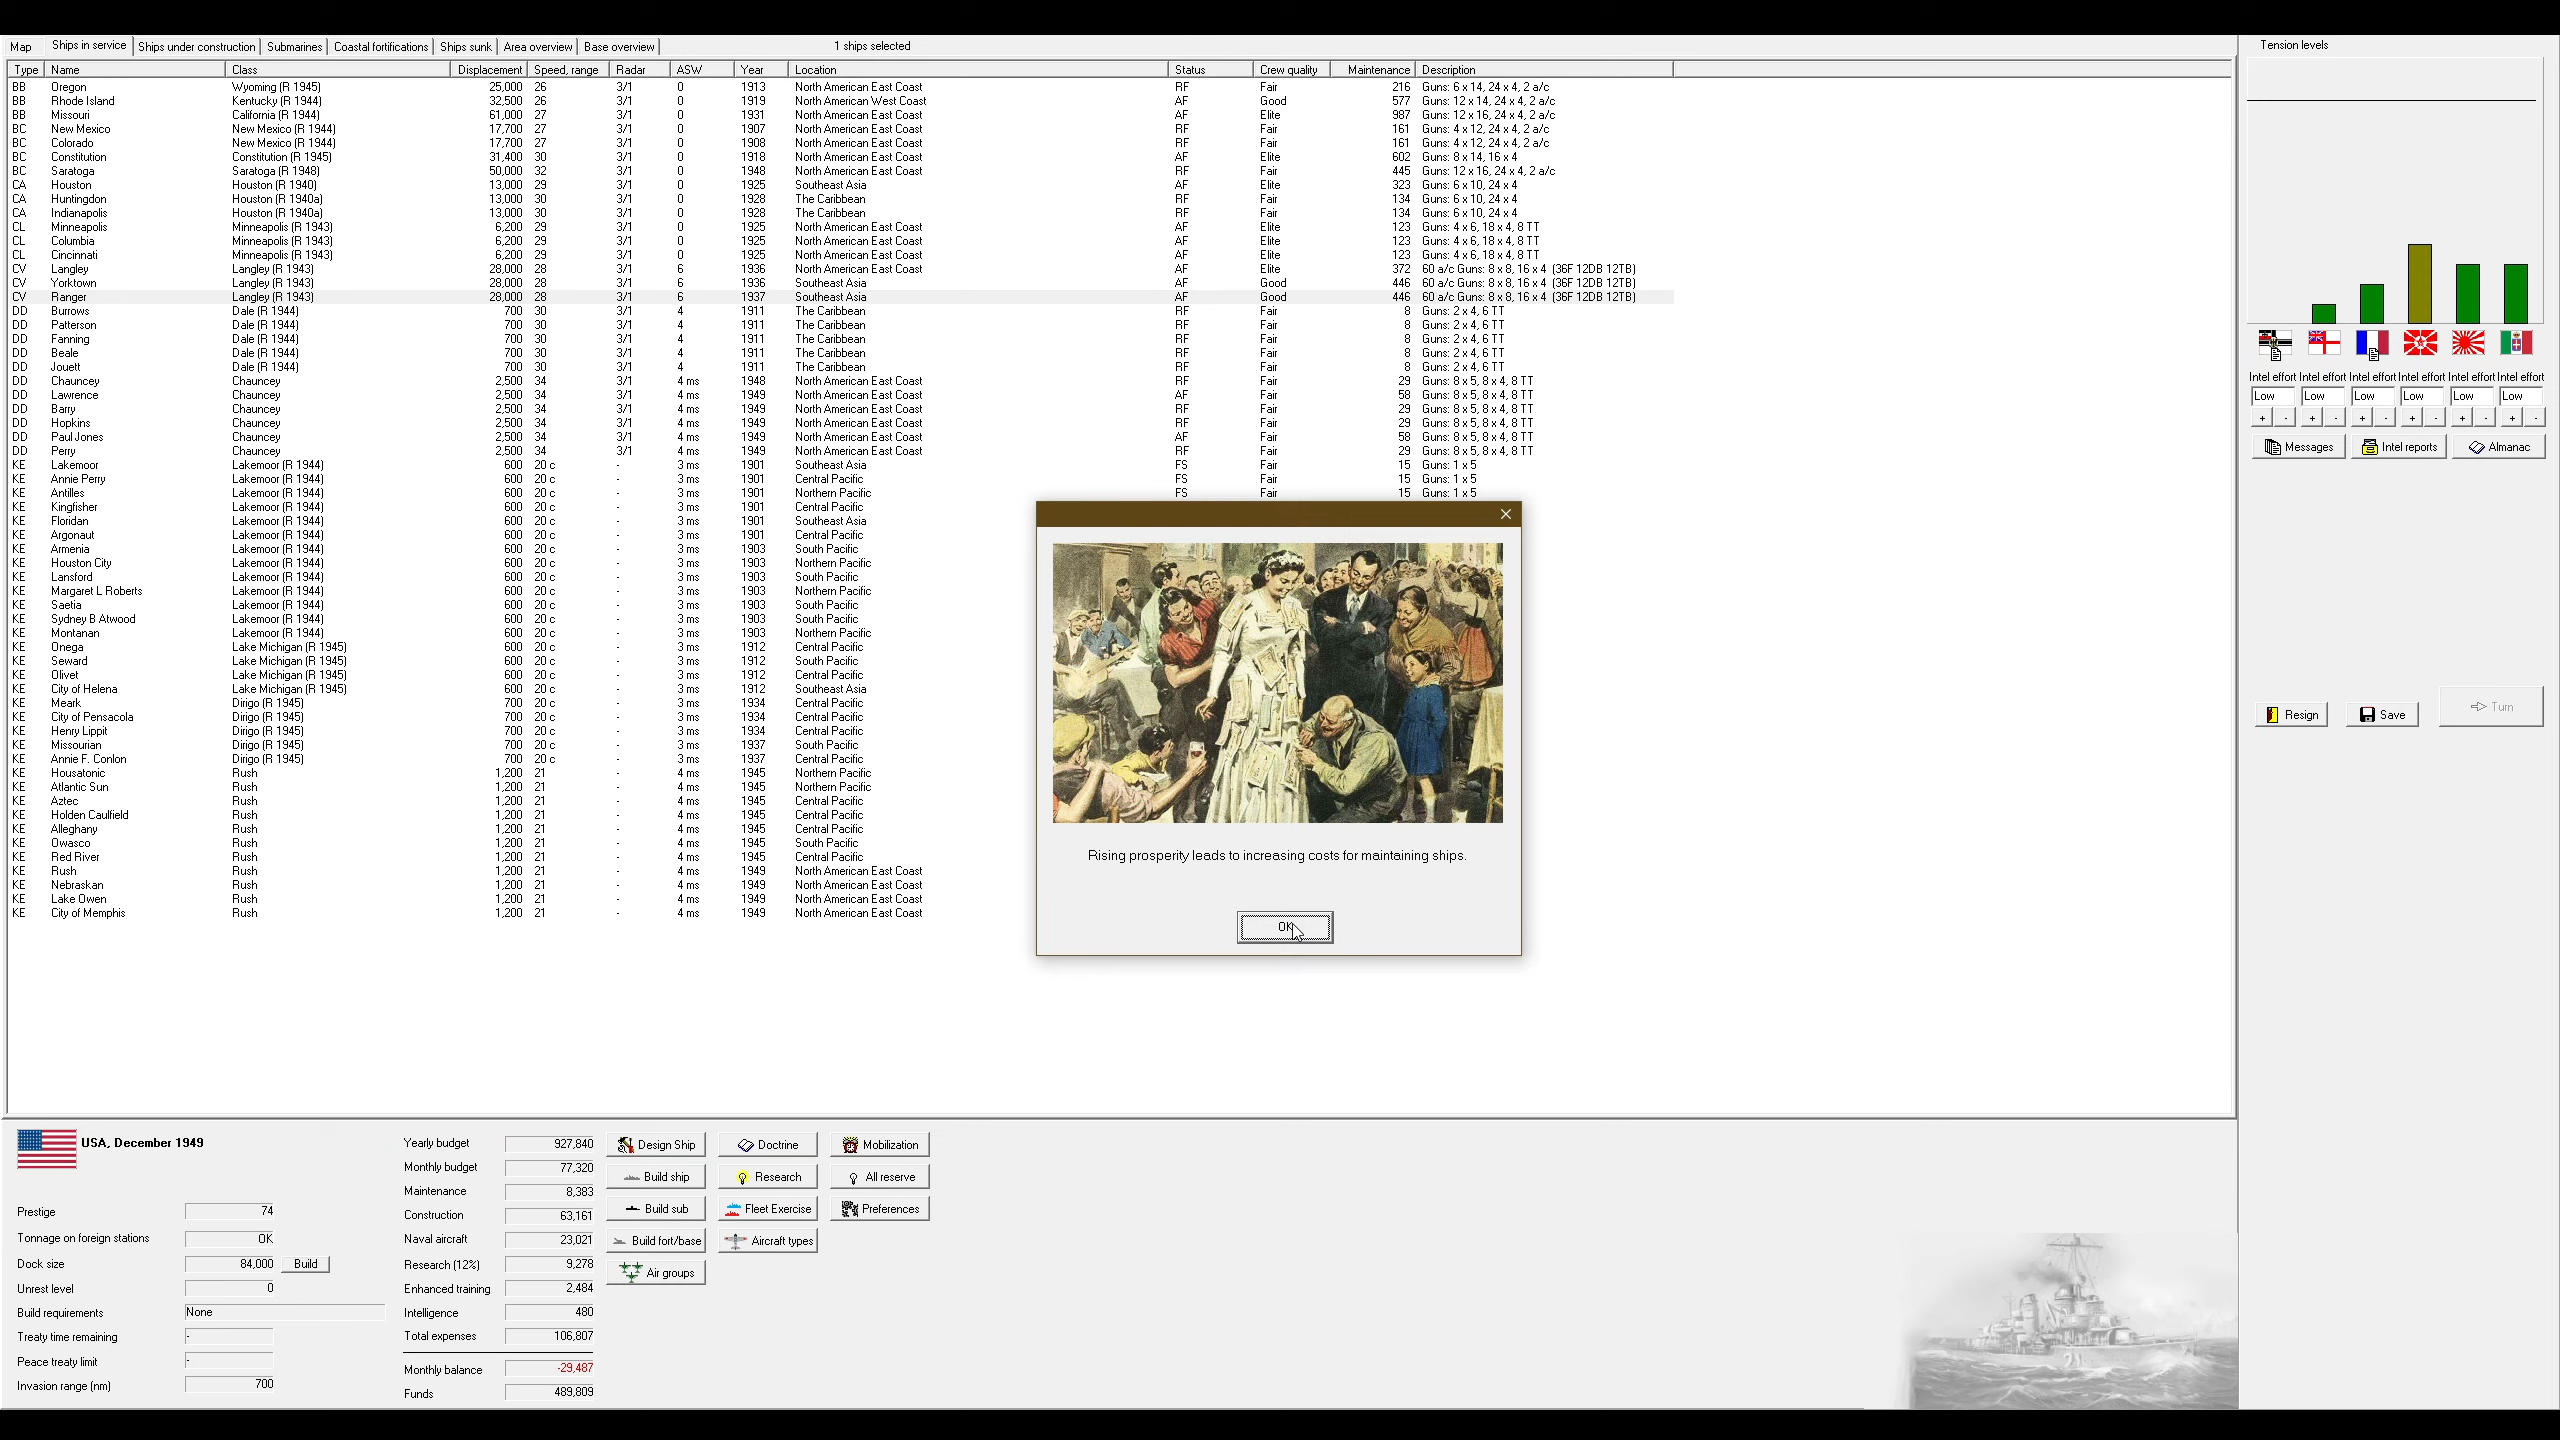 Map Ships in service Ships under construction Submarines Coastal fortifications Ships sunk Area overview Base overview 1 ships selected
Type Name Class Displacement Speed, range Radar ASW Year Location Status Crew quality Maintenance Description
BB Oregon Wyoming (R 1945) 25,000 26 3/1 0 1913 North American East Coast RF Fair 216 Guns: 6 x 14, 24 x 4, 2 a/c
BB Rhode Island Kentucky (R 1944) 32,500 26 3/1 0 1919 North American West Coast AF Good 577 Guns: 12 x 14, 24 x 4, 2 a/c
BB Missouri California (R 1944) 61,000 27 3/1 0 1931 North American East Coast AF Elite 987 Guns: 12 x 16, 24 x 4, 2 a/c
BC New Mexico New Mexico (R 1944) 17,700 27 3/1 0 1907 North American East Coast RF Fair 161 Guns: 4 x 12, 24 x 4, 2 a/c
BC Colorado New Mexico (R 1944) 17,700 27 3/1 0 1908 North American East Coast RF Fair 161 Guns: 4 x 12, 24 x 4, 2 a/c
BC Constitution Constitution (R 1945) 31,400 30 3/1 0 1918 North American East Coast AF Elite 602 Guns: 8 x 14, 16 x 4
BC Saratoga Saratoga (R 1948) 50,000 32 3/1 0 1948 North American East Coast RF Fair 445 Guns: 12 x 16, 24 x 4, 2 a/c
CA Houston Houston (R 1940) 13,000 29 3/1 0 1925 Southeast Asia AF Elite 323 Guns: 6 x 10, 24 x 4
CA Huntingdon Houston (R 1940a) 13,000 30 3/1 0 1928 The Caribbean RF Fair 134 Guns: 6 x 10, 24 x 4
CA Indianapolis Houston (R 1940a) 13,000 30 3/1 0 1928 The Caribbean RF Fair 134 Guns: 6 x 10, 24 x 4
CL Minneapolis Minneapolis (R 1943) 6,200 29 3/1 0 1925 North American East Coast AF Elite 123 Guns: 4 x 6, 18 x 4, 8 TT
CL Columbia Minneapolis (R 1943) 6,200 29 3/1 0 1925 North American East Coast AF Elite 123 Guns: 4 x 6, 18 x 4, 8 TT
CL Cincinnati Minneapolis (R 1943) 6,200 29 3/1 0 1925 North American East Coast AF Elite 123 Guns: 4 x 6, 18 x 4, 8 TT
CV Langley Langley (R 1943) 28,000 28 3/1 6 1936 North American East Coast AF Elite 372 60 a/c Guns: 8 x 8, 16 x 4 (36F 12DB 12TB)
CV Yorktown Langley (R 1943) 28,000 28 3/1 6 1936 Southeast Asia AF Good 446 60 a/c Guns: 8 x 8, 16 x 4 (36F 12DB 12TB)
CV Ranger Langley (R 1943) 28,000 28 3/1 6 1937 Southeast Asia AF Good 446 60 a/c Guns: 8 x 8, 16 x 4 (36F 12DB 12TB)
DD Burrows Dale (R 1944) 700 30 3/1 4 1911 The Caribbean RF Fair 8 Guns: 2 x 4, 6 TT
DD Patterson Dale (R 1944) 700 30 3/1 4 1911 The Caribbean RF Fair 8 Guns: 2 x 4, 6 TT
DD Fanning Dale (R 1944) 700 30 3/1 4 1911 The Caribbean RF Fair 8 Guns: 2 x 4, 6 TT
DD Beale Dale (R 1944) 700 30 3/1 4 1911 The Caribbean RF Fair 8 Guns: 2 x 4, 6 TT
DD Jouett Dale (R 1944) 700 30 3/1 4 1911 The Caribbean RF Fair 8 Guns: 2 x 4, 6 TT
DD Chauncey Chauncey 2,500 34 3/1 4 ms 1948 North American East Coast RF Fair 29 Guns: 8 x 5, 8 x 4, 8 TT
DD Lawrence Chauncey 2,500 34 3/1 4 ms 1949 North American East Coast AF Fair 58 Guns: 8 x 5, 8 x 4, 8 TT
DD Barry Chauncey 2,500 34 3/1 4 ms 1949 North American East Coast RF Fair 29 Guns: 8 x 5, 8 x 4, 8 TT
DD Hopkins Chauncey 2,500 34 3/1 4 ms 1949 North American East Coast RF Fair 29 Guns: 8 x 5, 8 x 4, 8 TT
DD Paul Jones Chauncey 2,500 34 3/1 4 ms 1949 North American East Coast AF Fair 58 Guns: 8 x 5, 8 x 4, 8 TT
DD Perry Chauncey 2,500 34 3/1 4 ms 1949 North American East Coast RF Fair 29 Guns: 8 x 5, 8 x 4, 8 TT
KE Lakemoor Lakemoor (R 1944) 600 20 c - 3 ms 1901 Southeast Asia FS Fair 15 Guns: 1 x 5
KE Annie Perry Lakemoor (R 1944) 600 20 c - 3 ms 1901 Central Pacific FS Fair 15 Guns: 1 x 5
KE Antilles Lakemoor (R 1944) 600 20 c - 3 ms 1901 Northern Pacific FS Fair 15 Guns: 1 x 5
KE Kingfisher Lakemoor (R 1944) 600 20 c - 3 ms 1901 Central Pacific
KE Floridan Lakemoor (R 1944) 600 20 c - 3 ms 1901 Southeast Asia
KE Argonaut Lakemoor (R 1944) 600 20 c - 3 ms 1901 Central Pacific
KE Armenia Lakemoor (R 1944) 600 20 c - 3 ms 1903 South Pacific
KE Houston City Lakemoor (R 1944) 600 20 c - 3 ms 1903 Northern Pacific
KE Lansford Lakemoor (R 1944) 600 20 c - 3 ms 1903 South Pacific
KE Margaret L Roberts Lakemoor (R 1944) 600 20 c - 3 ms 1903 Northern Pacific
KE Saetia Lakemoor (R 1944) 600 20 c - 3 ms 1903 South Pacific
KE Sydney B Atwood Lakemoor (R 1944) 600 20 c - 3 ms 1903 South Pacific
KE Montanan Lakemoor (R 1944) 600 20 c - 3 ms 1903 Northern Pacific
KE Onega Lake Michigan (R 1945) 600 20 c - 3 ms 1912 Central Pacific
KE Seward Lake Michigan (R 1945) 600 20 c - 3 ms 1912 South Pacific
KE Olivet Lake Michigan (R 1945) 600 20 c - 3 ms 1912 Central Pacific
KE City of Helena Lake Michigan (R 1945) 600 20 c - 3 ms 1912 Southeast Asia
KE Meark Dirigo (R 1945) 700 20 c - 3 ms 1934 Central Pacific
KE City of Pensacola Dirigo (R 1945) 700 20 c - 3 ms 1934 Central Pacific
KE Henry Lippit Dirigo (R 1945) 700 20 c - 3 ms 1934 Central Pacific
KE Missourian Dirigo (R 1945) 700 20 c - 3 ms 1937 South Pacific
KE Annie F. Conlon Dirigo (R 1945) 700 20 c - 3 ms 1937 Central Pacific
KE Housatonic Rush 1,200 21 - 4 ms 1945 Northern Pacific
KE Atlantic Sun Rush 1,200 21 - 4 ms 1945 Northern Pacific
KE Aztec Rush 1,200 21 - 4 ms 1945 Central Pacific
KE Holden Caulfield Rush 1,200 21 - 4 ms 1945 Central Pacific
KE Alleghany Rush 1,200 21 - 4 ms 1945 Central Pacific
KE Owasco Rush 1,200 21 - 4 ms 1945 South Pacific
KE Red River Rush 1,200 21 - 4 ms 1945 Central Pacific
KE Rush Rush 1,200 21 - 4 ms 1949 North American East Coast
KE Nebraskan Rush 1,200 21 - 4 ms 1949 North American East Coast
KE Lake Owen Rush 1,200 21 - 4 ms 1949 North American East Coast
KE City of Memphis Rush 1,200 21 - 4 ms 1949 North American East Coast
Rising prosperity leads to increasing costs for maintaining ships.
OK
Tension levels
Intel effort Intel effort Intel effort Intel effort Intel effort Intel effort
Low Low Low Low Low Low
+ - + - + - + - + - + -
Messages Intel reports Almanac
Resign Save Turn
USA, December 1949
Prestige 74
Tonnage on foreign stations OK
Dock size 84,000 Build
Unrest level 0
Build requirements None
Treaty time remaining -
Peace treaty limit -
Invasion range (nm) 700
Yearly budget 927,840
Monthly budget 77,320
Maintenance 8,383
Construction 63,161
Naval aircraft 23,021
Research (12%) 9,278
Enhanced training 2,484
Intelligence 480
Total expenses 106,807
Monthly balance -29,487
Funds 489,809
Design Ship Doctrine Mobilization
Build ship Research All reserve
Build sub Fleet Exercise Preferences
Build fort/base Aircraft types
Air groups